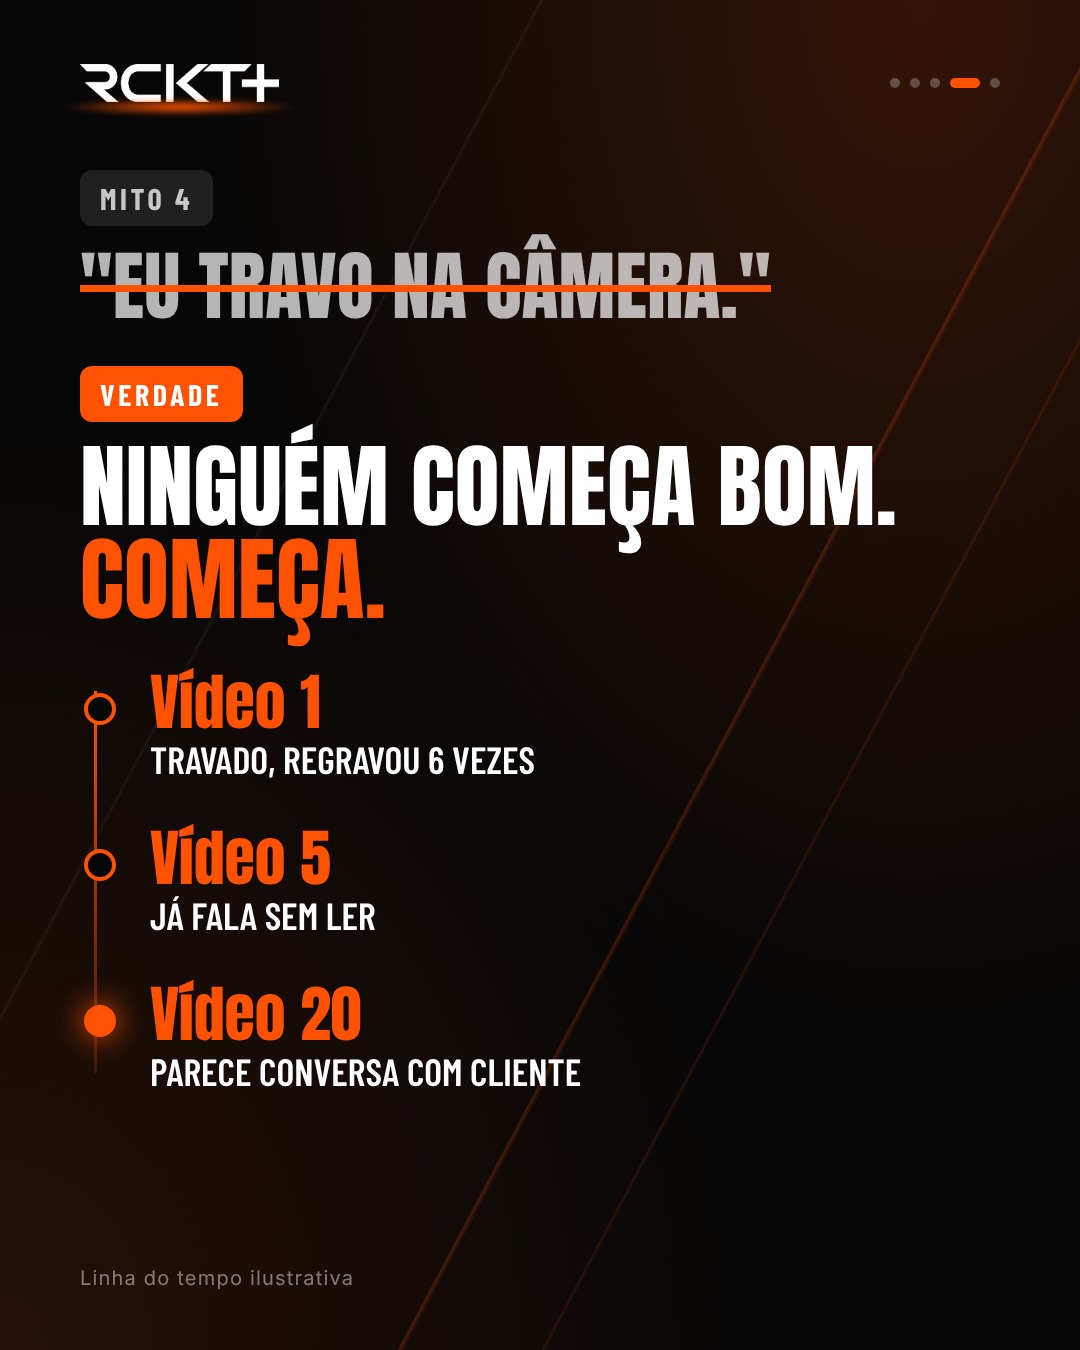 RCKT+
MITO 4
"EU TRAVO NA CÂMERA."
VERDADE
NINGUÉM COMEÇA BOM.
COMEÇA.
Vídeo 1
TRAVADO, REGRAVOU 6 VEZES
Vídeo 5
JÁ FALA SEM LER
Vídeo 20
PARECE CONVERSA COM CLIENTE
Linha do tempo ilustrativa